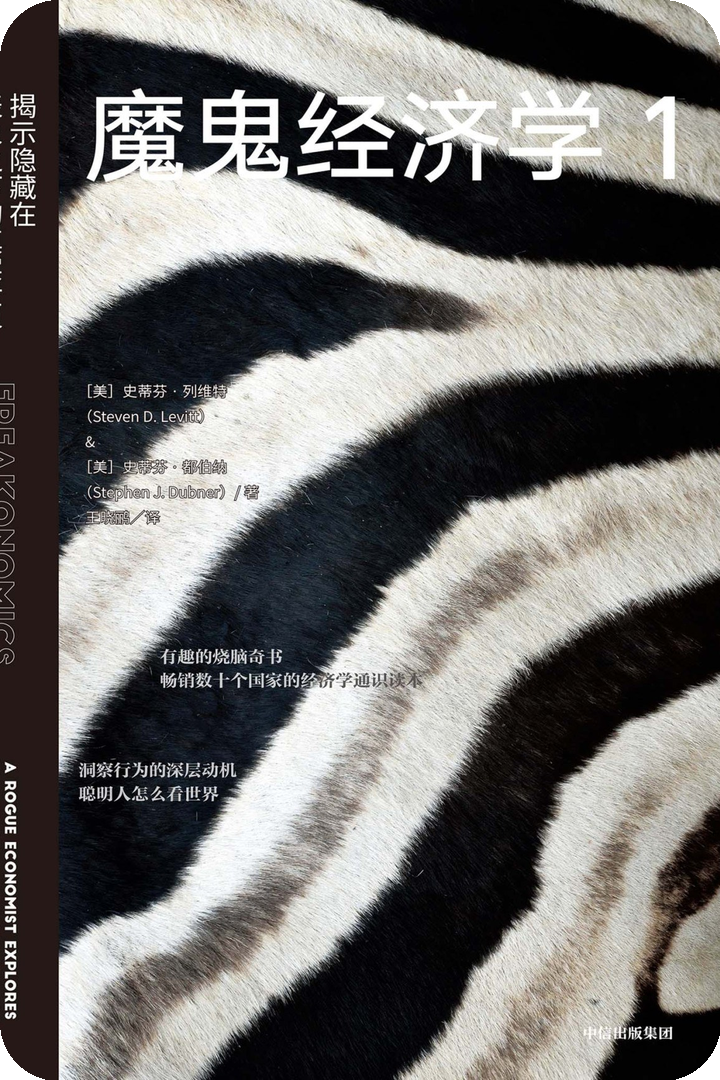 魔鬼经济学 1
揭示隐藏在
FREAKONOMICS
A ROGUE ECONOMIST EXPLORES
［美］史蒂芬·列维特
（Steven D. Levitt）
&
［美］史蒂芬·都伯纳
（Stephen J. Dubner）/ 著
王晓鹂／译
有趣的烧脑奇书
畅销数十个国家的经济学通识读本
洞察行为的深层动机
聪明人怎么看世界
中信出版集团